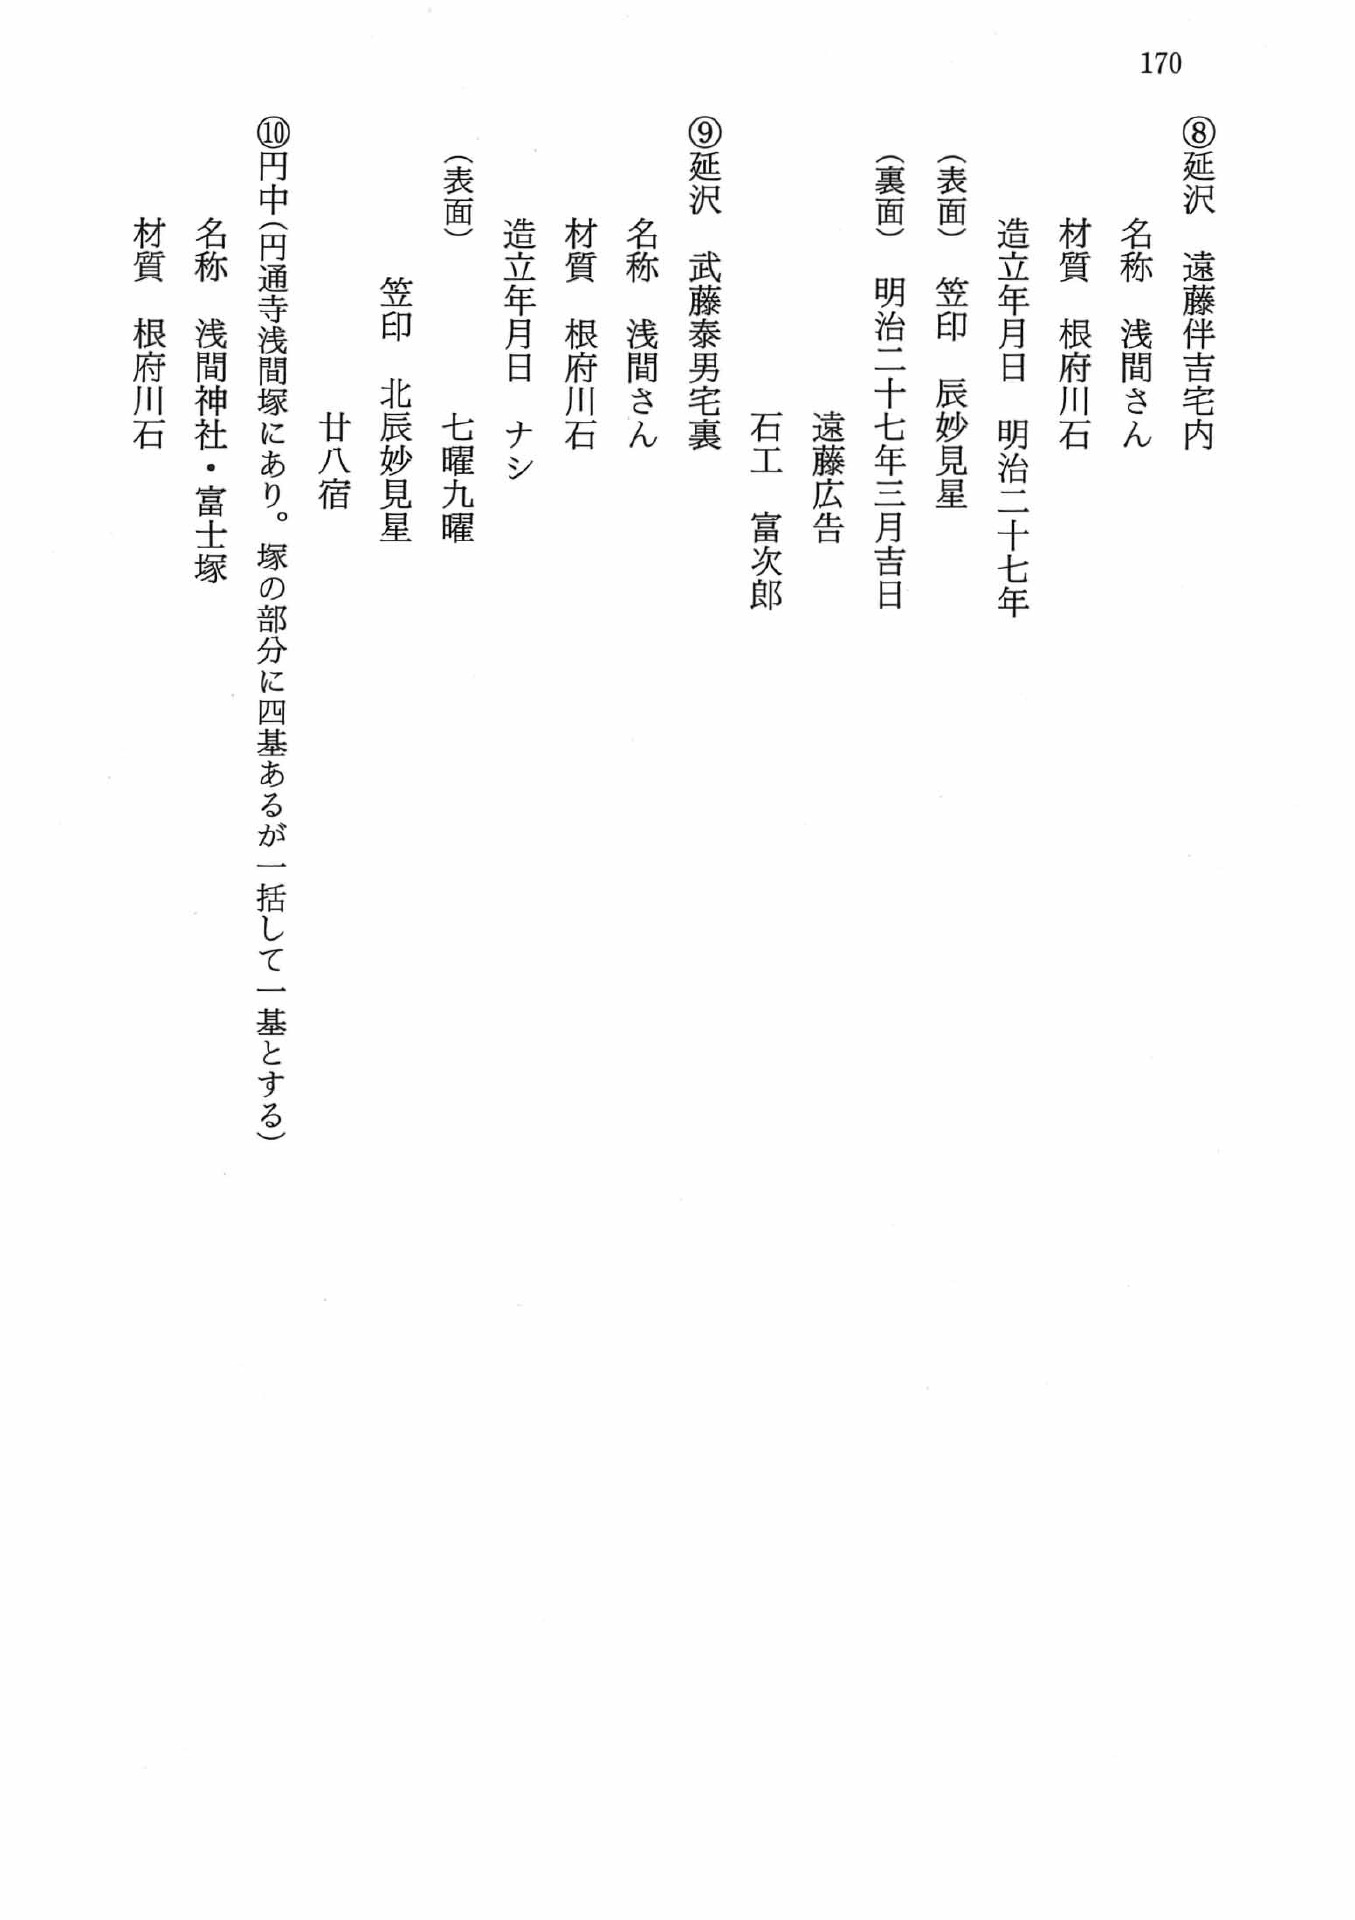 170
⑧延沢　遠藤伴吉宅内
名称　浅間さん
材質　根府川石
造立年月日　明治二十七年
（表面）　笠印　辰妙見星
（裏面）　明治二十七年三月吉日
遠藤広告
石工　富次郎
⑨延沢　武藤泰男宅裏
名称　浅間さん
材質　根府川石
造立年月日　ナシ
（表面）　七曜九曜
笠印　北辰妙見星
廿八宿
⑩円中（円通寺浅間塚にあり。塚の部分に四基あるが一括して一基とする）
名称　浅間神社・富士塚
材質　根府川石